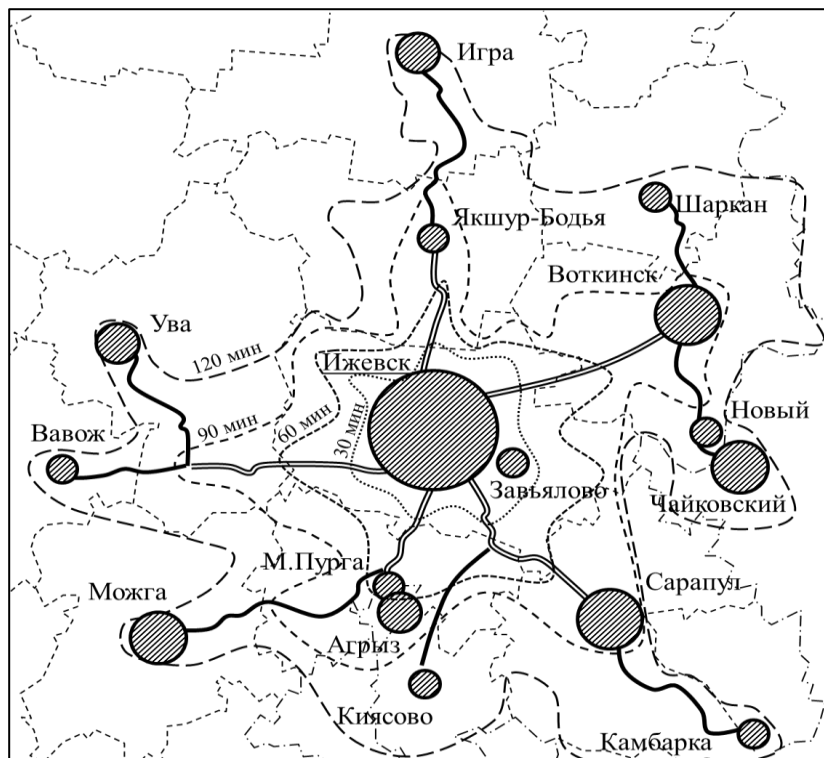 Игра
Шаркан
Якшур-Бодья
Воткинск
Ува
120 мин
Ижевск
Вавож
90 мин
60 мин
30 мин
Новый
Завьялово
Чайковский
М.Пурга
Можга
Сарапул
Агрыз
Киясово
Камбарка